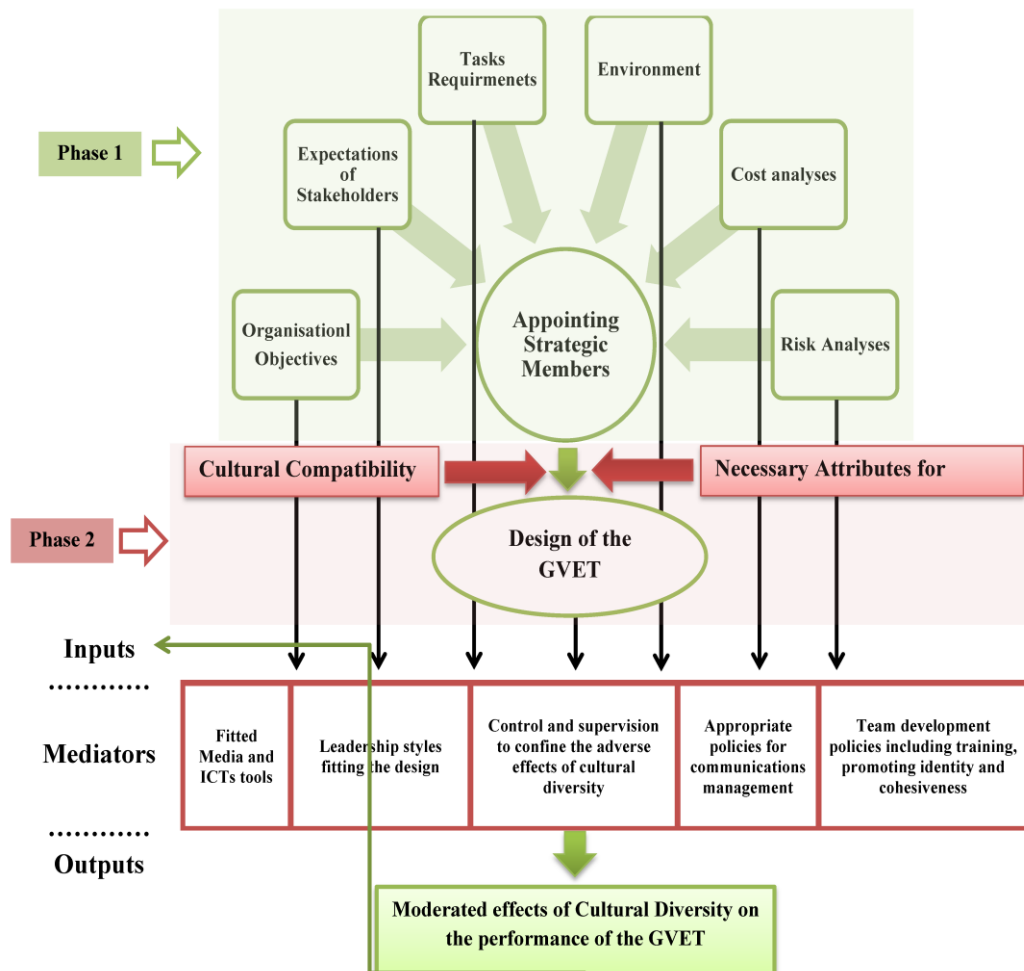 Tasks
Requirmenets
Environment
Phase 1
Expectations
of
Stakeholders
Cost analyses
Organisationl
Objectives
Appointing
Strategic
Members
Risk Analyses
Cultural Compatibility
Necessary Attributes for
Phase 2
Design of the
GVET
Inputs
............
Mediators
Fitted
Media and
ICTs tools
Leadership styles
fitting the design
Control and supervision
to confine the adverse
effects of cultural
diversity
Appropriate
policies for
communications
management
Team development
policies including training,
promoting identity and
cohesiveness
............
Outputs
Moderated effects of Cultural Diversity on
the performance of the GVET